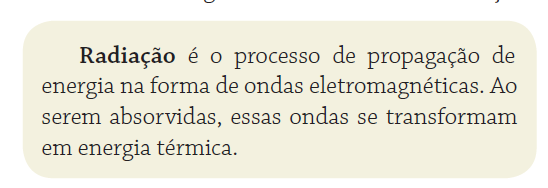 Radiação é o processo de propagação de
energia na forma de ondas eletromagnéticas. Ao
serem absorvidas, essas ondas se transformam
em energia térmica.